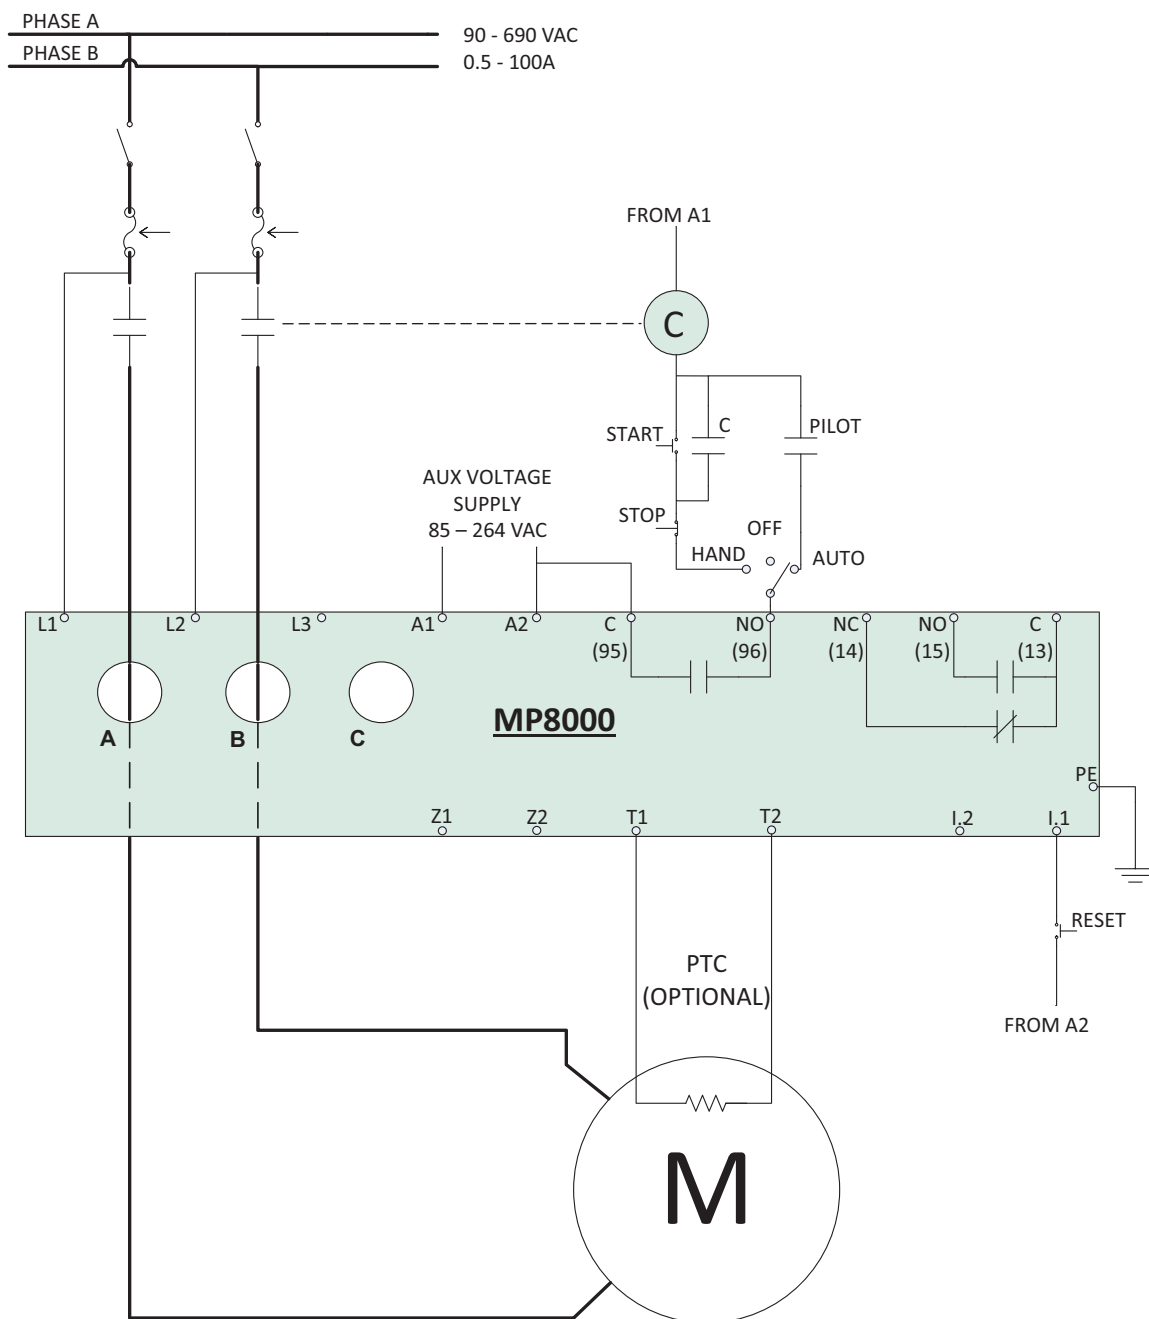 PHASE A
90 - 690 VAC
PHASE B
0.5 - 100A
FROM A1
C
START
C
PILOT
AUX VOLTAGE
SUPPLY
85 – 264 VAC
STOP
OFF
HAND
AUTO
L1
L2
L3
A1
A2
C
(95)
NO
(96)
NC
(14)
NO
(15)
C
(13)
A
B
C
MP8000
PE
Z1
Z2
T1
T2
I.2
I.1
RESET
PTC
(OPTIONAL)
FROM A2
M